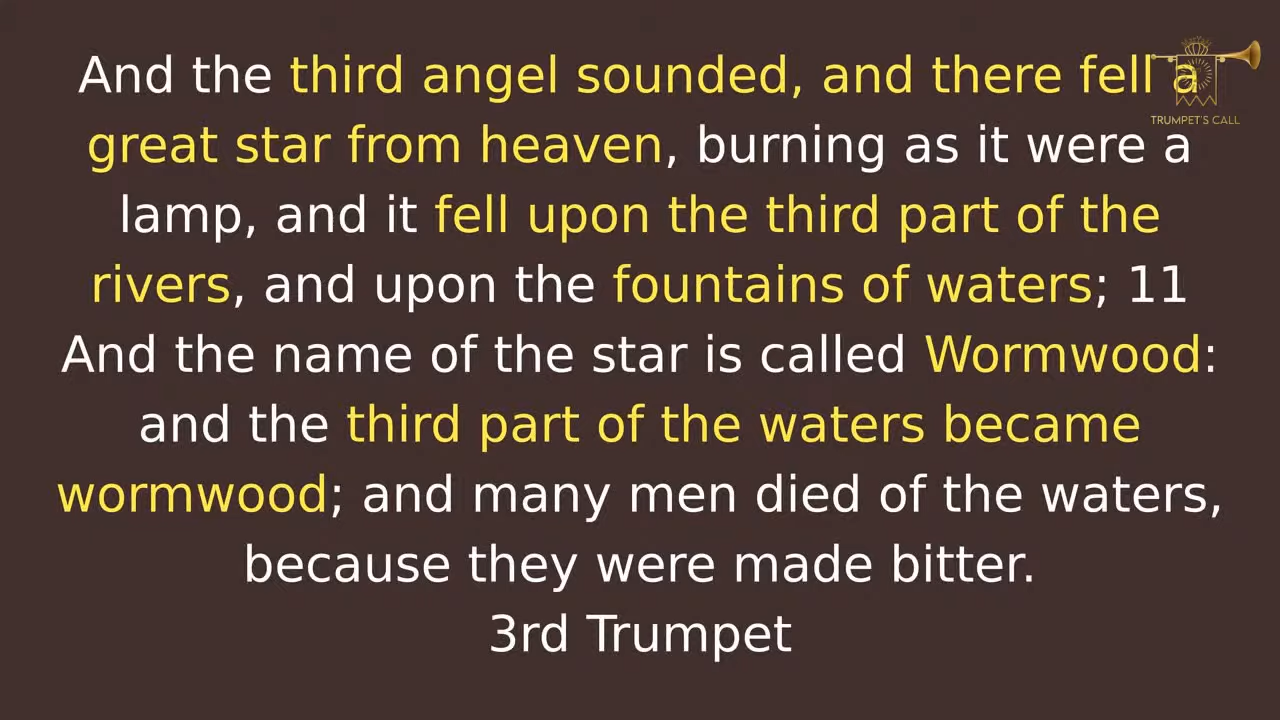 And the third angel sounded, and there fell a
great star from heaven, burning as it were a
lamp, and it fell upon the third part of the
rivers, and upon the fountains of waters; 11
And the name of the star is called Wormwood:
and the third part of the waters became
wormwood; and many men died of the waters,
because they were made bitter.
3rd Trumpet
TRUMPET'S CALL